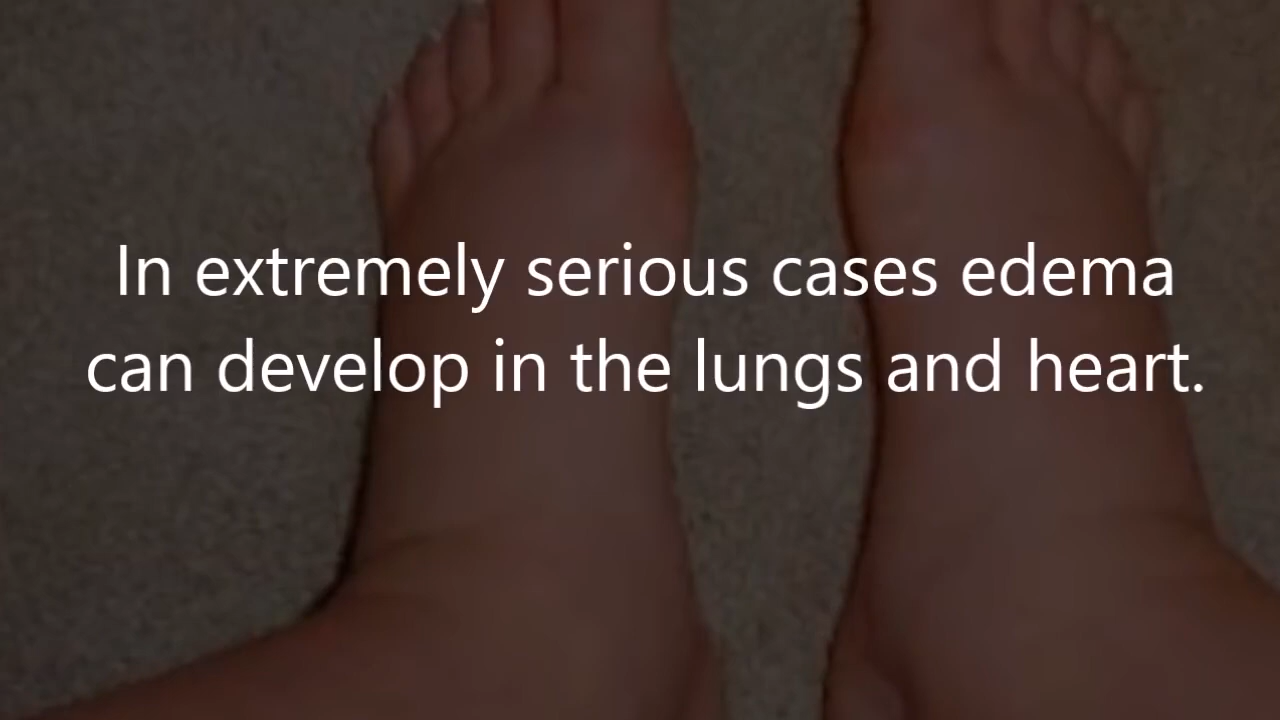 In extremely serious cases edema
can develop in the lungs and heart.